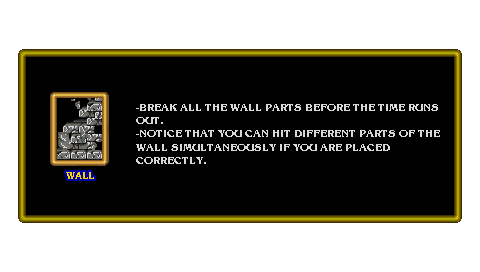 -BREAK ALL THE WALL PARTS BEFORE THE TIME RUNS
OUT.
-NOTICE THAT YOU CAN HIT DIFFERENT PARTS OF THE
WALL SIMULTANEOUSLY IF YOU ARE PLACED
CORRECTLY.
WALL